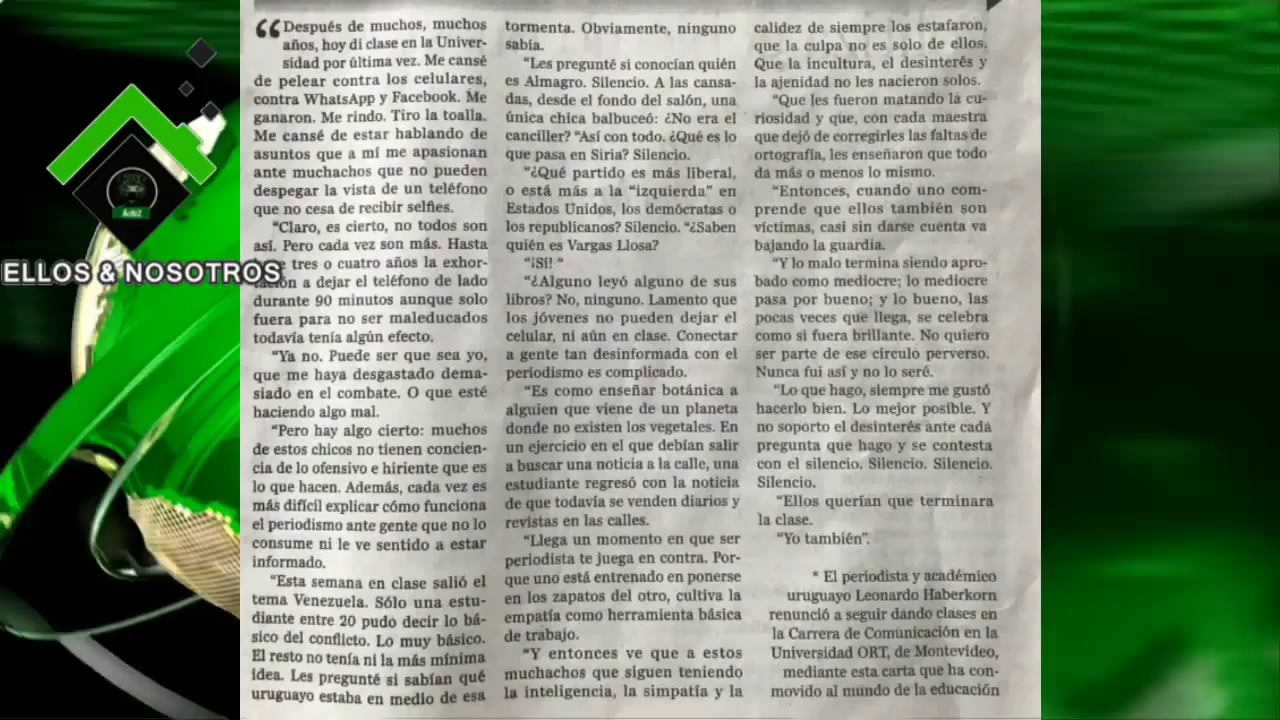 “Después de muchos, muchos
años, hoy di clase en la Univer-
sidad por última vez. Me cansé
de pelear contra los celulares,
contra WhatsApp y Facebook. Me
ganaron. Me rindo. Tiro la toalla.
Me cansé de estar hablando de
asuntos que a mí me apasionan
ante muchachos que no pueden
despegar la vista de un teléfono
que no cesa de recibir selfies.
“Claro, es cierto, no todos son
así. Pero cada vez son más. Hasta
tres o cuatro años la exhor-
a dejar el teléfono de lado
durante 90 minutos aunque solo
fuera para no ser maleducados
todavía tenía algún efecto.
“Ya no. Puede ser que sea yo,
que me haya desgastado dema-
siado en el combate. O que esté
haciendo algo mal.
“Pero hay algo cierto: muchos
de estos chicos no tienen concien-
cia de lo ofensivo e hiriente que es
lo que hacen. Además, cada vez es
más difícil explicar cómo funciona
el periodismo ante gente que no lo
consume ni le ve sentido a estar
informado.
“Esta semana en clase salió el
tema Venezuela. Sólo una estu-
diante entre 20 pudo decir lo bá-
sico del conflicto. Lo muy básico.
El resto no tenía ni la más mínima
idea. Les pregunté si sabían qué
uruguayo estaba en medio de esa
tormenta. Obviamente, ninguno
sabía.
“Les pregunté si conocían quién
es Almagro. Silencio. A las cansa-
das, desde el fondo del salón, una
única chica balbuceó: ¿No era el
canciller? “Así con todo. ¿Qué es lo
que pasa en Siria? Silencio.
“¿Qué partido es más liberal,
o está más a la “izquierda” en
Estados Unidos, los demócratas o
los republicanos? Silencio. “¿Saben
quién es Vargas Llosa?
“¡Sí! “
“¿Alguno leyó alguno de sus
libros? No, ninguno. Lamento que
los jóvenes no pueden dejar el
celular, ni aún en clase. Conectar
a gente tan desinformada con el
periodismo es complicado.
“Es como enseñar botánica a
alguien que viene de un planeta
donde no existen los vegetales. En
un ejercicio en el que debían salir
a buscar una noticia a la calle, una
estudiante regresó con la noticia
de que todavía se venden diarios y
revistas en las calles.
“Llega un momento en que ser
periodista te juega en contra. Por-
que uno está entrenado en ponerse
en los zapatos del otro, cultiva la
empatía como herramienta básica
de trabajo.
“Y entonces ve que a estos
muchachos que siguen teniendo
la inteligencia, la simpatía y la
calidez de siempre los estafaron,
que la culpa no es solo de ellos.
Que la incultura, el desinterés y
la ajenidad no les nacieron solos.
“Que les fueron matando la cu-
riosidad y que, con cada maestra
que dejó de corregirles las faltas de
ortografía, les enseñaron que todo
da más o menos lo mismo.
“Entonces, cuando uno com-
prende que ellos también son
víctimas, casi sin darse cuenta va
bajando la guardia.
“Y lo malo termina siendo apro-
bado como mediocre; lo mediocre
pasa por bueno; y lo bueno, las
pocas veces que llega, se celebra
como si fuera brillante. No quiero
ser parte de ese círculo perverso.
Nunca fui así y no lo seré.
“Lo que hago, siempre me gustó
hacerlo bien. Lo mejor posible. Y
no soporto el desinterés ante cada
pregunta que hago y se contesta
con el silencio. Silencio. Silencio.
Silencio.
“Ellos querían que terminara
la clase.
“Yo también”.
* El periodista y académico
uruguayo Leonardo Haberkorn
renunció a seguir dando clases en
la Carrera de Comunicación en la
Universidad ORT, de Montevideo,
mediante esta carta que ha con-
movido al mundo de la educación
ELLOS & NOSOTROS